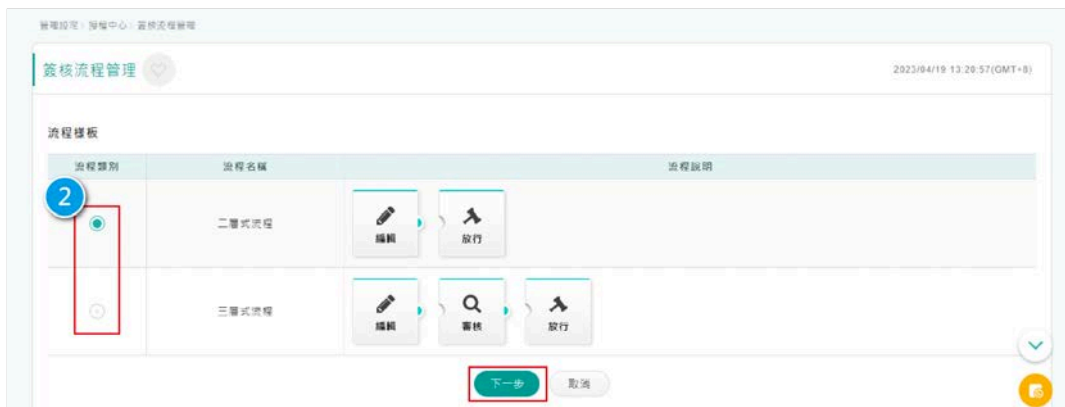 管理設定 | 授權中心 | 簽核流程管理
簽核流程管理
2023/04/19 13:20:57(GMT+8)
流程樣板
流程類別 流程名稱 流程說明
2
二層式流程 編輯 放行
三層式流程 編輯 審核 放行
下一步 取消